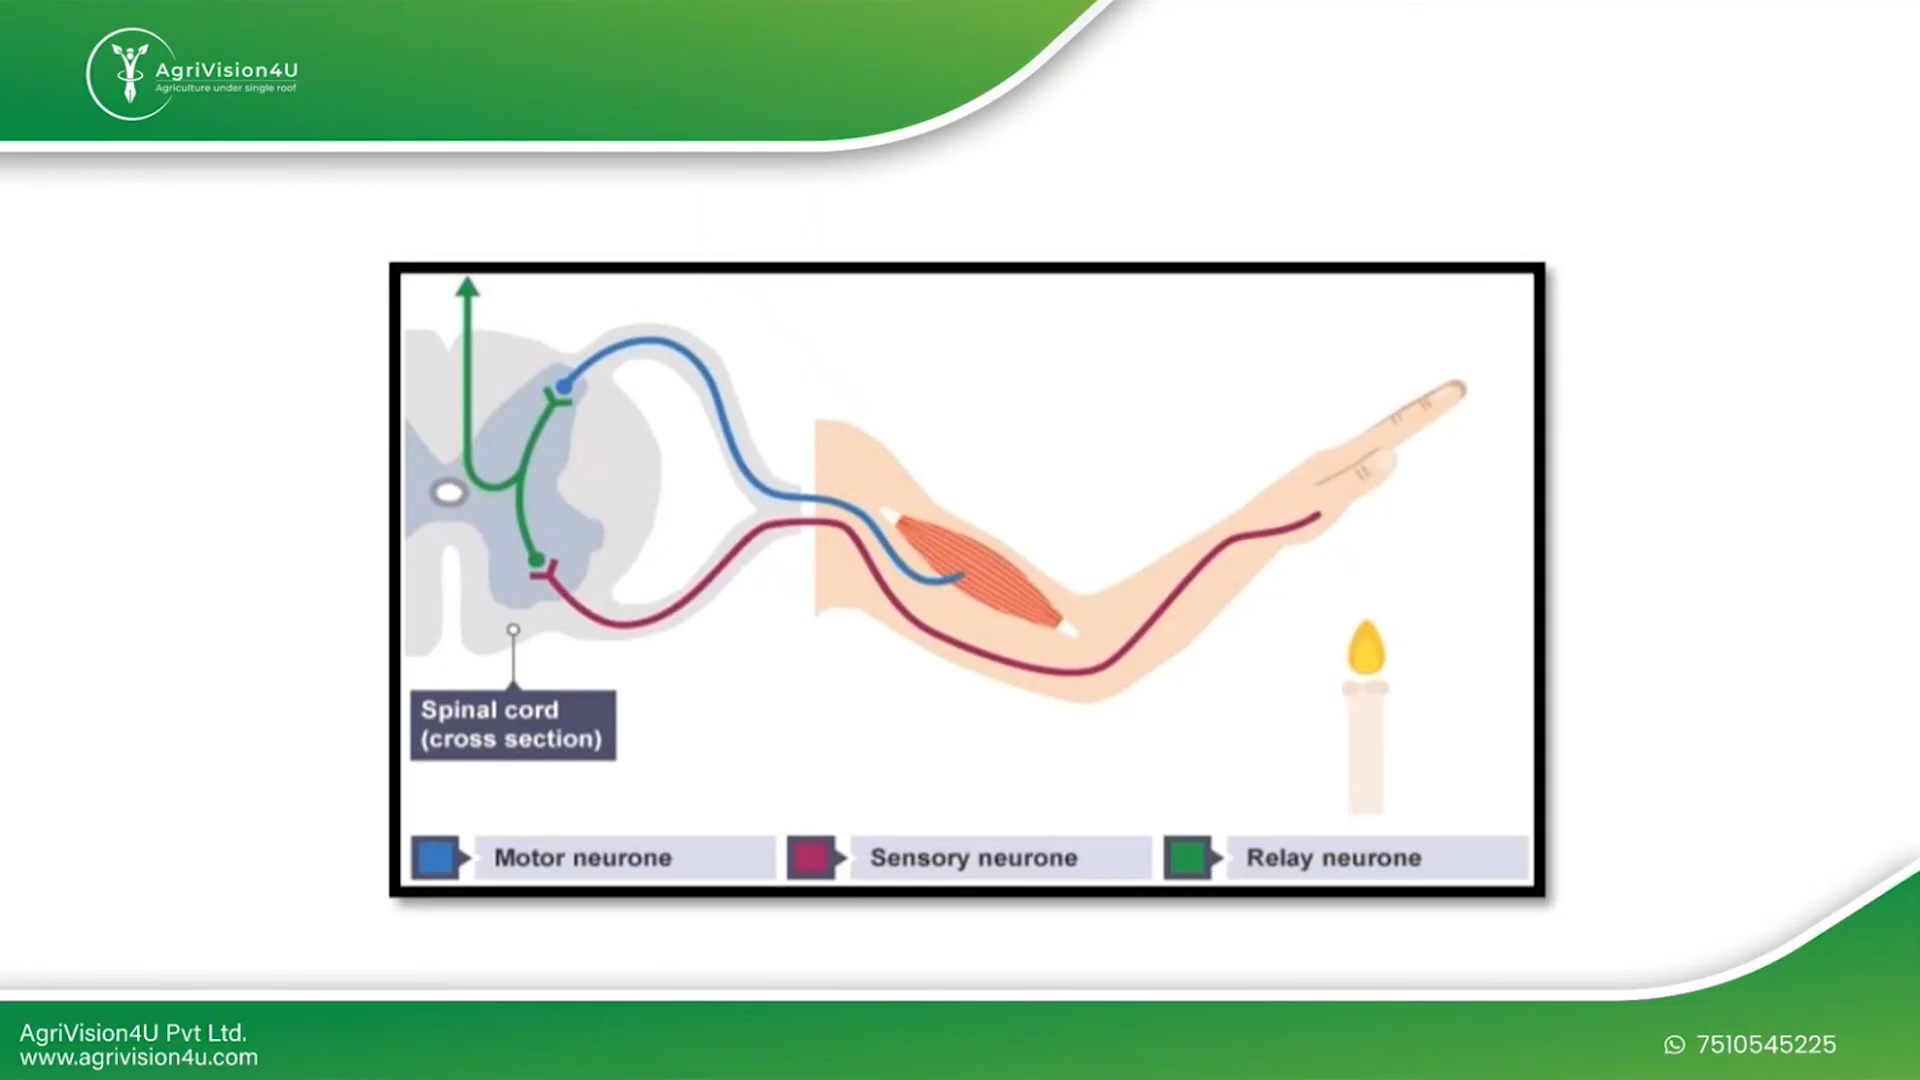 AgriVision4U
Agriculture under single roof
Spinal cord
(cross section)
Motor neurone
Sensory neurone
Relay neurone
AgriVision4U Pvt Ltd.
www.agrivision4u.com
7510545225